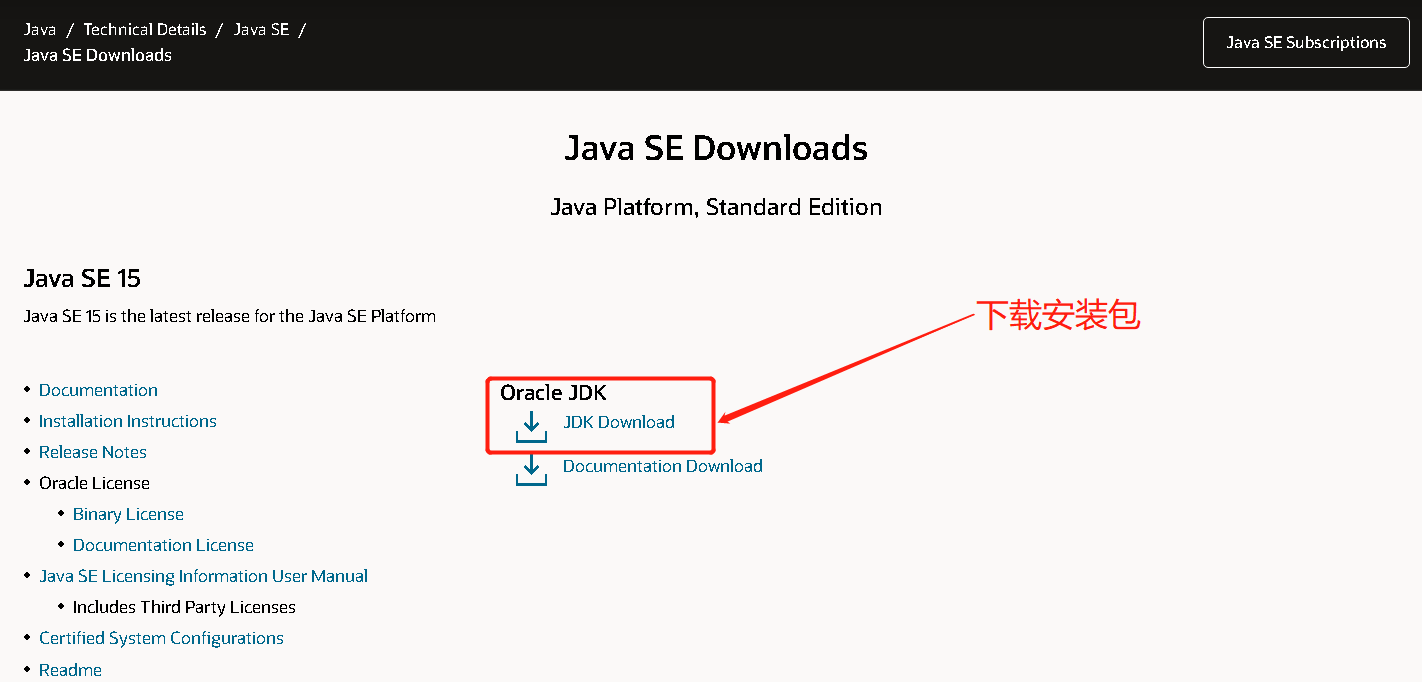 Java / Technical Details / Java SE /
Java SE Downloads
Java SE Subscriptions
Java SE Downloads
Java Platform, Standard Edition
Java SE 15
Java SE 15 is the latest release for the Java SE Platform
下载安装包
• Documentation
• Installation Instructions
• Release Notes
• Oracle License
• Binary License
• Documentation License
• Java SE Licensing Information User Manual
• Includes Third Party Licenses
• Certified System Configurations
• Readme
Oracle JDK
JDK Download
Documentation Download